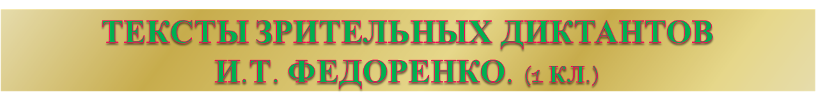 ТЕКСТЫ ЗРИТЕЛЬНЫХ ДИКТАНТОВ
И.Т. ФЕДОРЕНКО. (1 КЛ.)